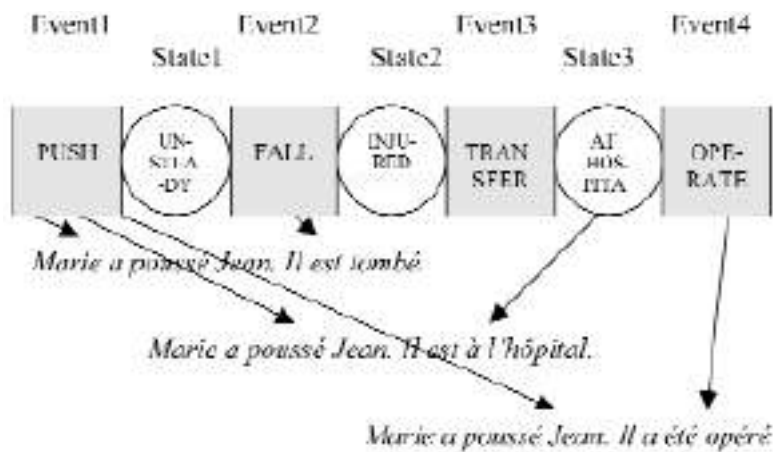 Event1 Event2 Event3 Event4
State1 State2 State3
PUSH
UN-
STEA
-DY
FALL
INJU-
RED
TRAN
SFER
AT
HOS
PITA
OPE-
RATE
Marie a poussé Jean. Il est tombé.
Marie a poussé Jean. Il est à l'hôpital.
Marie a poussé Jean. Il a été opéré